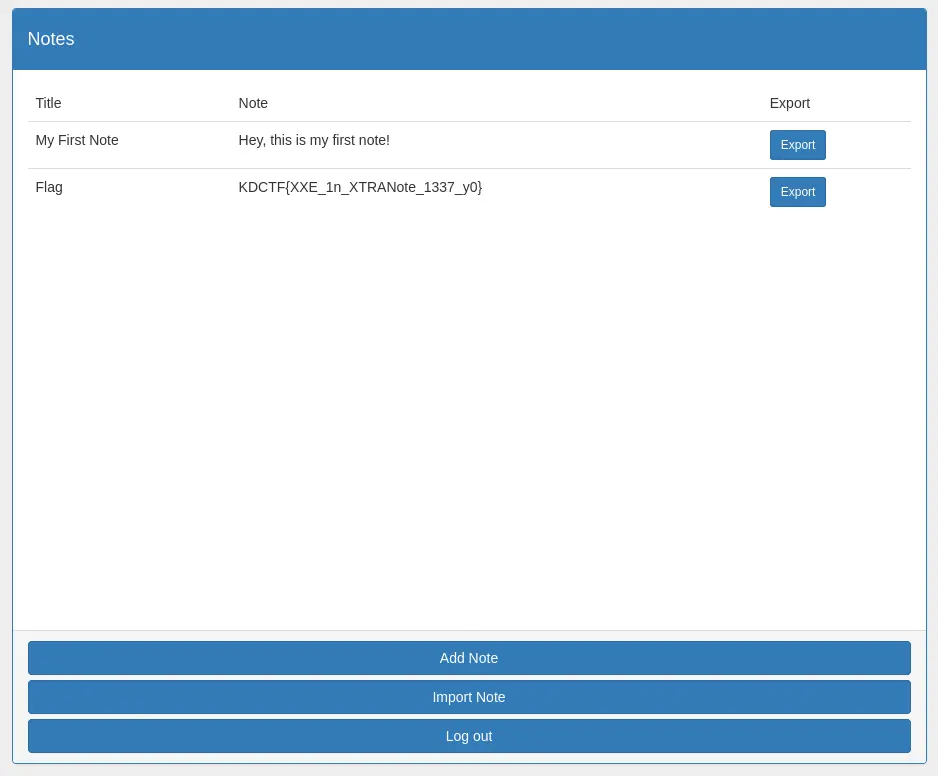 Notes
Title Note Export
My First Note Hey, this is my first note! Export
Flag KDCTF{XXE_1n_XTRANote_1337_y0} Export
Add Note
Import Note
Log out